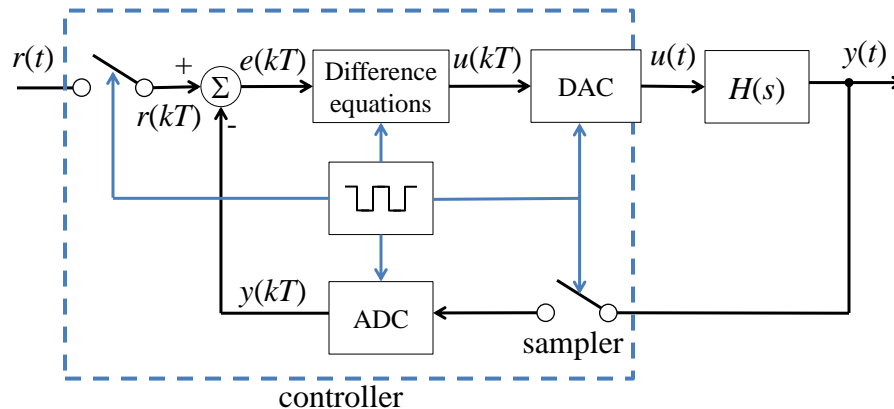 r(t)
+
e(kT)
Difference
equations
u(kT)
DAC
u(t)
H(s)
y(t)
Σ
r(kT)
-
y(kT)
ADC
sampler
controller